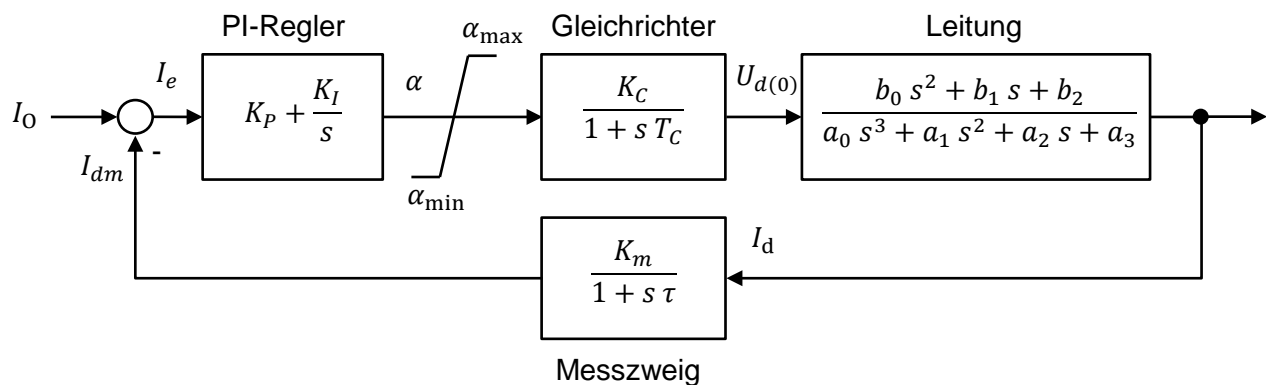 PI-Regler
Gleichrichter
Leitung
I_O
I_e
K_P + K_I / s
α
α_max
α_min
K_C / (1 + s T_C)
U_d(0)
(b_0 s^2 + b_1 s + b_2) / (a_0 s^3 + a_1 s^2 + a_2 s + a_3)
-
I_dm
K_m / (1 + s τ)
I_d
Messzweig